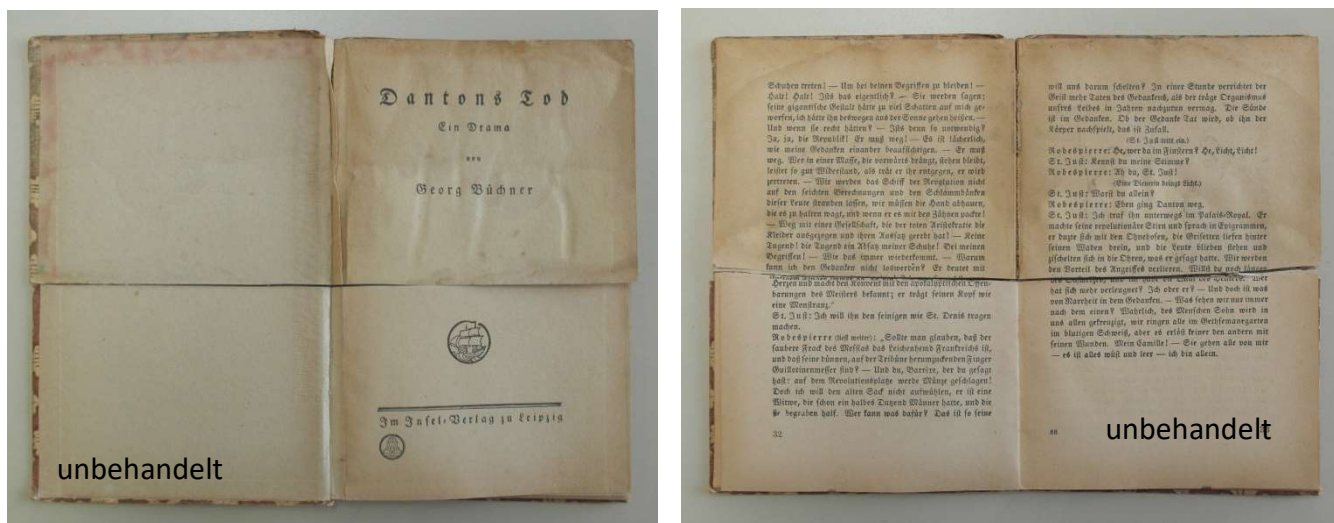 Dantons Tod
Ein Drama
von
Georg Büchner
Im Insel-Verlag zu Leipzig
unbehandelt
Schuhen treten! — Um bei deinen Begriffen zu bleiben! —
Halt! Halt! Ists das eigentlich? — Sie werden sagen:
seine gigantische Gestalt hätte zu viel Schatten auf mich ge-
worfen, ich hätte ihn deswegen aus der Sonne gehen heißen. —
Und wenn sie recht hätten? — Ists denn so notwendig?
Ja, ja, die Republik! Er muß weg! — Es ist lächerlich,
wie meine Gedanken einander beaufsichtigen. — Er muß
weg. Wer in einer Masse, die vorwärts drängt, stehen bleibt,
leistet so gut Widerstand, als trät er ihr entgegen, er wird
zertreten. — Wir werden das Schiff der Revolution nicht
auf den seichten Berechnungen und den Schlammbänken
dieser Leute stranden lassen, wir müssen die Hand abhauen,
die es zu halten wagt, und wenn er es mit den Zähnen packte!
— Weg mit einer Gesellschaft, die der toten Aristokratie die
Kleider ausgezogen und ihren Aussatz geerbt hat! — Keine
Tugend! die Tugend ein Absatz meiner Schuhe! Bei meinen
Begriffen! — Wie das immer wiederkommt. — Warum
kann ich den Gedanken nicht loswerden? Er deutet mit
Herzen und macht den Konvent mit den apokalyptischen Offen-
barungen des Messias bekannt; er trägt seinen Kopf wie
eine Monstranz."
St. Just: Ich will ihn den seinigen wie St. Denis tragen
machen.
Robespierre (liest weiter): „Sollte man glauben, daß der
saubere Frack des Messias das Leichenhemd Frankreichs ist,
und daß seine dünnen, auf der Tribüne herumzuckenden Finger
Guillotinenmesser sind? — Und du, Barrère, der du gesagt
hast: auf dem Revolutionsplatze werde Münze geschlagen!
Doch ich will den alten Sack nicht aufwühlen, er ist eine
Witwe, die schon ein halbes Dutzend Männer hatte, und die
sie begraben half. Wer kann was dafür? Das ist so seine
32
will uns darum schelten? In einer Stunde verrichtet der
Geist mehr Taten des Gedankens, als der träge Organismus
unsres Leibes in Jahren nachzutun vermag. Die Sünde
ist im Gedanken. Ob der Gedanke Tat wird, ob ihn der
Körper nachspielt, das ist Zufall.
(St. Just tritt ein.)
Robespierre: He, wer da im Finstern? He, Licht, Licht!
St. Just: Kennst du meine Stimme?
Robespierre: Ah du, St. Just!
(Eine Dienerin bringt Licht.)
St. Just: Warst du allein?
Robespierre: Eben ging Danton weg.
St. Just: Ich traf ihn unterwegs im Palais-Royal. Er
machte seine revolutionäre Stirn und sprach in Epigrammen,
er duzte sich mit den Ohnehosen, die Grisetten liefen hinter
seinen Waden drein, und die Leute blieben stehen und
zischelten sich in die Ohren, was er gesagt hatte. Wir werden
den Vorteil des Angriffes verlieren. Willst du noch länger
hat sich mehr verleugnet? Ich oder er? — Und doch ist was
von Narrheit in dem Gedanken. — Was sehen wir nur immer
nach dem einen? Wahrlich, des Menschen Sohn wird in
uns allen gekreuzigt, wir ringen alle im Gethsemanegarten
im blutigen Schweiß, aber es erlöst keiner den andern mit
seinen Wunden. Mein Camille! — Sie gehen alle von mir
— es ist alles wüst und leer — ich bin allein.
unbehandelt